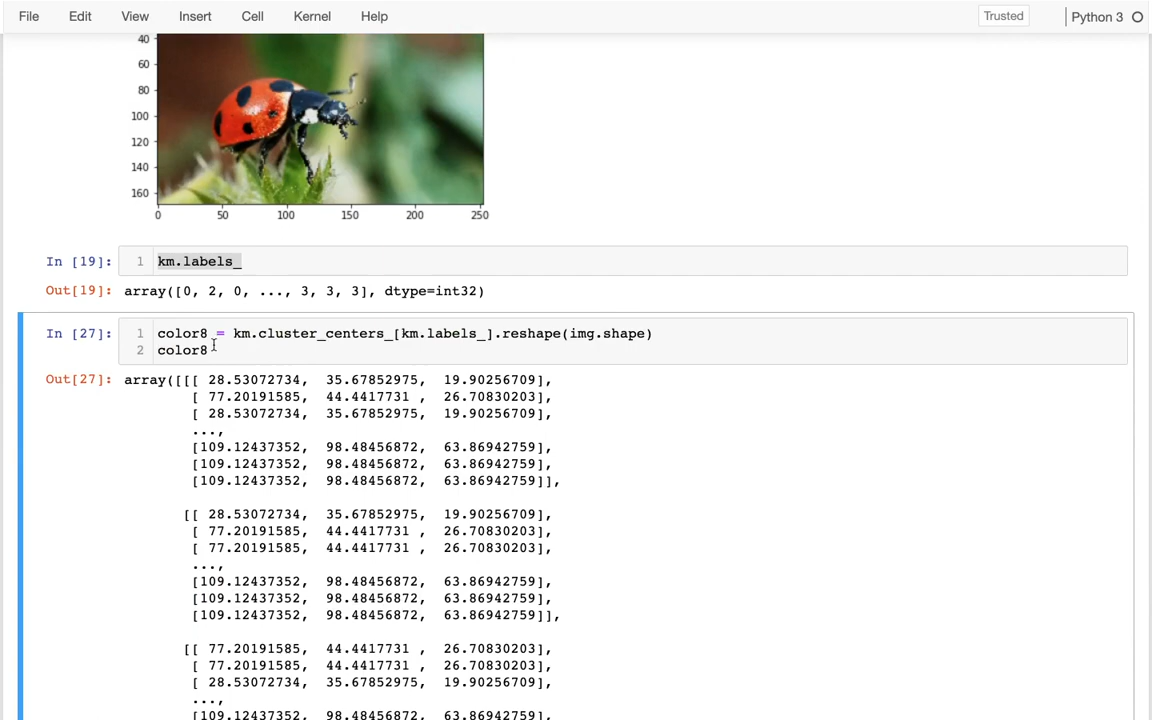 File Edit View Insert Cell Kernel Help Trusted Python 3
40
60
80
100
120
140
160
0 50 100 150 200 250
In [19]: 1 km.labels_
Out[19]: array([0, 2, 0, ..., 3, 3, 3], dtype=int32)
In [27]: 1 color8 = km.cluster_centers_[km.labels_].reshape(img.shape)
2 color8
Out[27]: array([[[ 28.53072734, 35.67852975, 19.90256709],
[ 77.20191585, 44.4417731 , 26.70830203],
[ 28.53072734, 35.67852975, 19.90256709],
...,
[109.12437352, 98.48456872, 63.86942759],
[109.12437352, 98.48456872, 63.86942759],
[109.12437352, 98.48456872, 63.86942759]],
[[ 28.53072734, 35.67852975, 19.90256709],
[ 77.20191585, 44.4417731 , 26.70830203],
[ 77.20191585, 44.4417731 , 26.70830203],
...,
[109.12437352, 98.48456872, 63.86942759],
[109.12437352, 98.48456872, 63.86942759],
[109.12437352, 98.48456872, 63.86942759]],
[[ 77.20191585, 44.4417731 , 26.70830203],
[ 77.20191585, 44.4417731 , 26.70830203],
[ 28.53072734, 35.67852975, 19.90256709],
...,
[109.12437352, 98.48456872, 63.86942759],